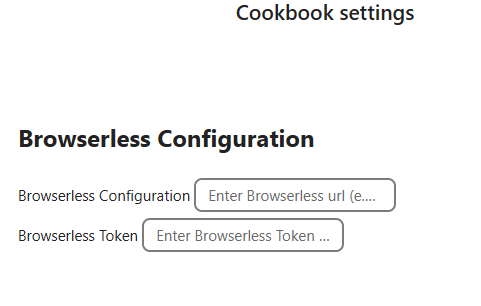 Cookbook settings
Browserless Configuration
Browserless Configuration Enter Browserless url (e....
Browserless Token Enter Browserless Token ...